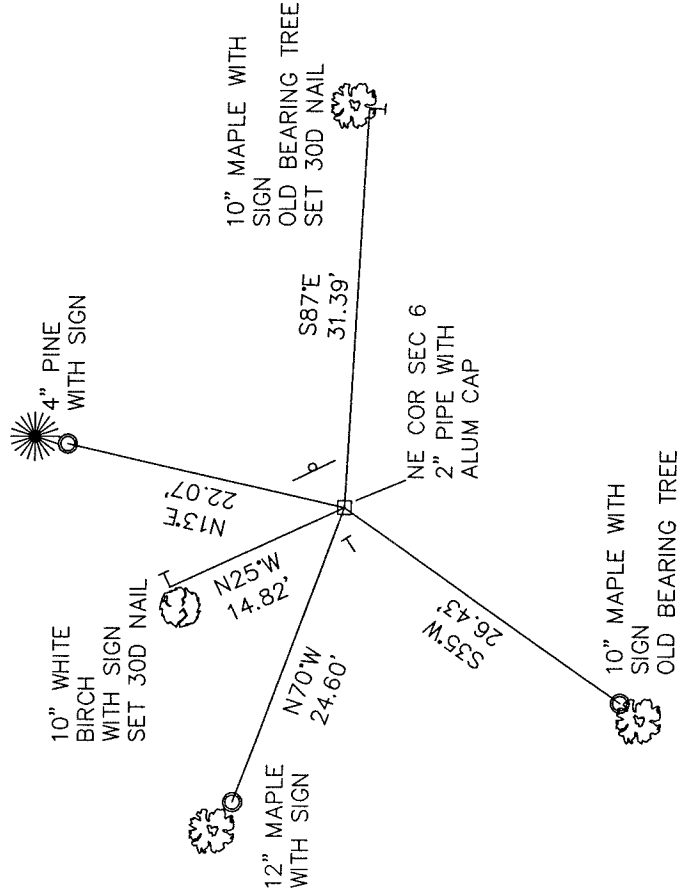 4" PINE
WITH SIGN
10" MAPLE WITH
SIGN
OLD BEARING TREE
SET 30D NAIL
10" WHITE
BIRCH
WITH SIGN
SET 30D NAIL
N13°E
22.07'
S87°E
31.39'
N25°W
14.82'
N70°W
24.60'
12" MAPLE
WITH SIGN
NE COR SEC 6
2" PIPE WITH
ALUM CAP
S35°W
26.43'
10" MAPLE WITH
SIGN
OLD BEARING TREE